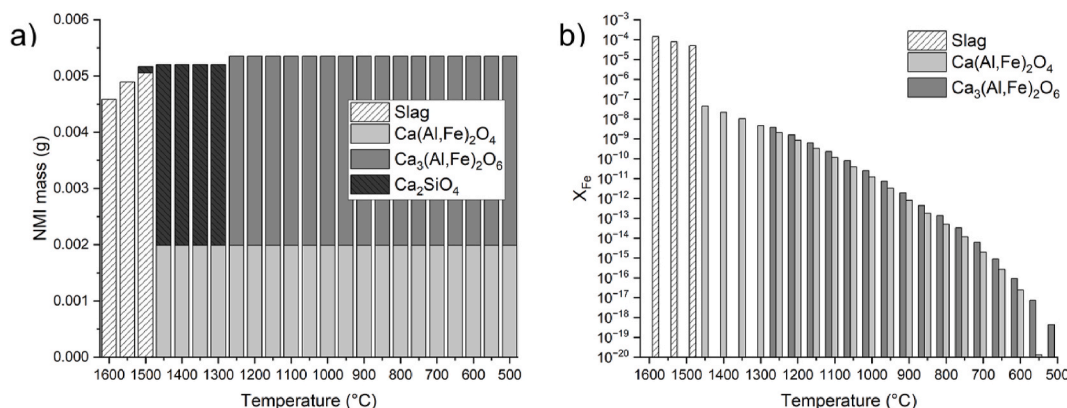 a)
NMI mass (g)
0.006
0.005
0.004
0.003
0.002
0.001
0.000
Slag
Ca(Al,Fe)₂O₄
Ca₃(Al,Fe)₂O₆
Ca₂SiO₄
1600 1500 1400 1300 1200 1100 1000 900 800 700 600 500
Temperature (°C)
b)
X_Fe
10⁻³
10⁻⁴
10⁻⁵
10⁻⁶
10⁻⁷
10⁻⁸
10⁻⁹
10⁻¹⁰
10⁻¹¹
10⁻¹²
10⁻¹³
10⁻¹⁴
10⁻¹⁵
10⁻¹⁶
10⁻¹⁷
10⁻¹⁸
10⁻¹⁹
10⁻²⁰
Slag
Ca(Al,Fe)₂O₄
Ca₃(Al,Fe)₂O₆
1600 1500 1400 1300 1200 1100 1000 900 800 700 600 500
Temperature (°C)